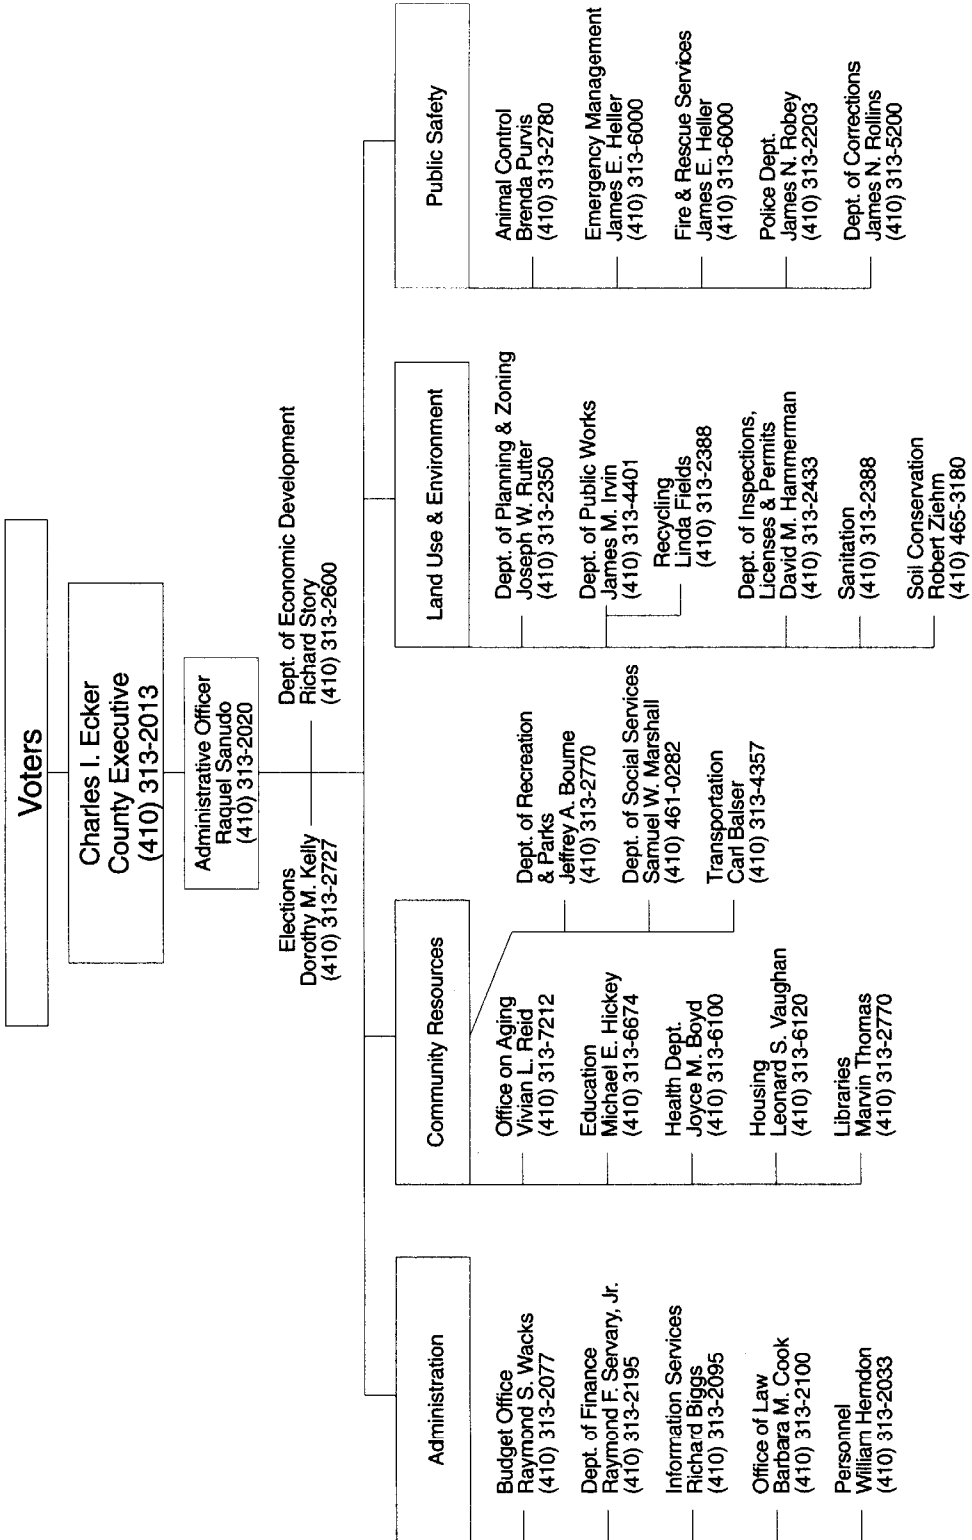 Voters
Charles I. Ecker
County Executive
(410) 313-2013
Administrative Officer
Raquel Sanudo
(410) 313-2020
Elections
Dorothy M. Kelly
(410) 313-2727
Dept. of Economic Development
Richard Story
(410) 313-2600
Administration
Budget Office
Raymond S. Wacks
(410) 313-2077
Dept. of Finance
Raymond F. Servary, Jr.
(410) 313-2195
Information Services
Richard Biggs
(410) 313-2095
Office of Law
Barbara M. Cook
(410) 313-2100
Personnel
William Herndon
(410) 313-2033
Community Resources
Office on Aging
Vivian L. Reid
(410) 313-7212
Education
Michael E. Hickey
(410) 313-6674
Health Dept.
Joyce M. Boyd
(410) 313-6100
Housing
Leonard S. Vaughan
(410) 313-6120
Libraries
Marvin Thomas
(410) 313-2770
Dept. of Recreation
& Parks
Jeffrey A. Bourne
(410) 313-2770
Dept. of Social Services
Samuel W. Marshall
(410) 461-0282
Transportation
Carl Balser
(410) 313-4357
Land Use & Environment
Dept. of Planning & Zoning
Joseph W. Rutter
(410) 313-2350
Dept. of Public Works
James M. Irvin
(410) 313-4401
Recycling
Linda Fields
(410) 313-2388
Dept. of Inspections,
Licenses & Permits
David M. Hammerman
(410) 313-2433
Sanitation
(410) 313-2388
Soil Conservation
Robert Ziehm
(410) 465-3180
Public Safety
Animal Control
Brenda Purvis
(410) 313-2780
Emergency Management
James E. Heller
(410) 313-6000
Fire & Rescue Services
James E. Heller
(410) 313-6000
Police Dept.
James N. Robey
(410) 313-2203
Dept. of Corrections
James N. Rollins
(410) 313-5200